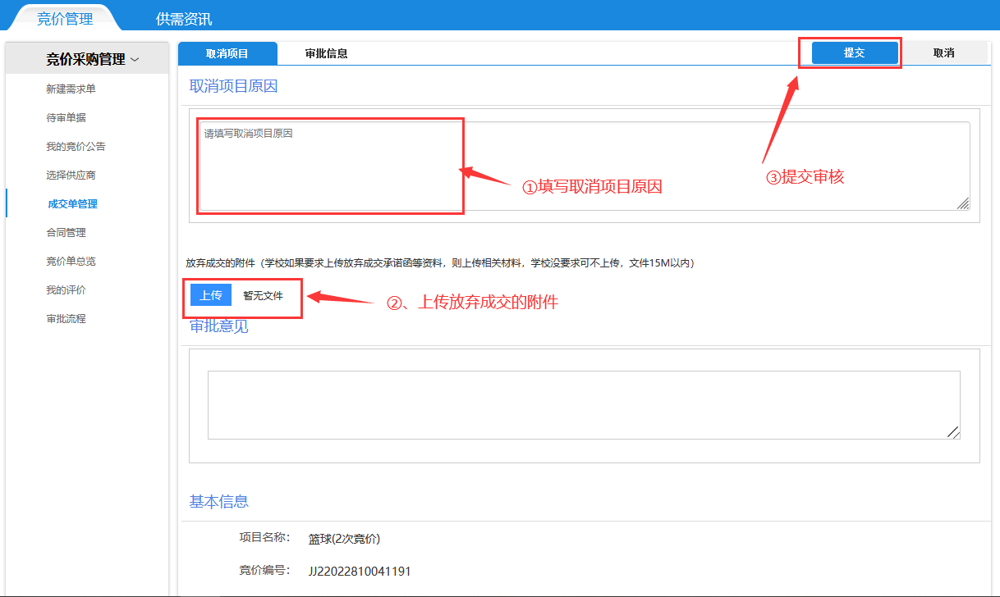 竞价管理
供需资讯
竞价采购管理
新建需求单
待审单据
我的竞价公告
选择供应商
成交单管理
合同管理
竞价单总览
我的评价
审批流程
取消项目
审批信息
提交
取消
取消项目原因
请填写取消项目原因
①填写取消项目原因
③提交审核
放弃成交的附件（学校如果要求上传放弃成交承诺函等资料，则上传相关材料，学校没要求可不上传，文件15M以内）
上传
暂无文件
②、上传放弃成交的附件
审批意见
基本信息
项目名称： 篮球(2次竞价)
竞价编号： JJ22022810041191